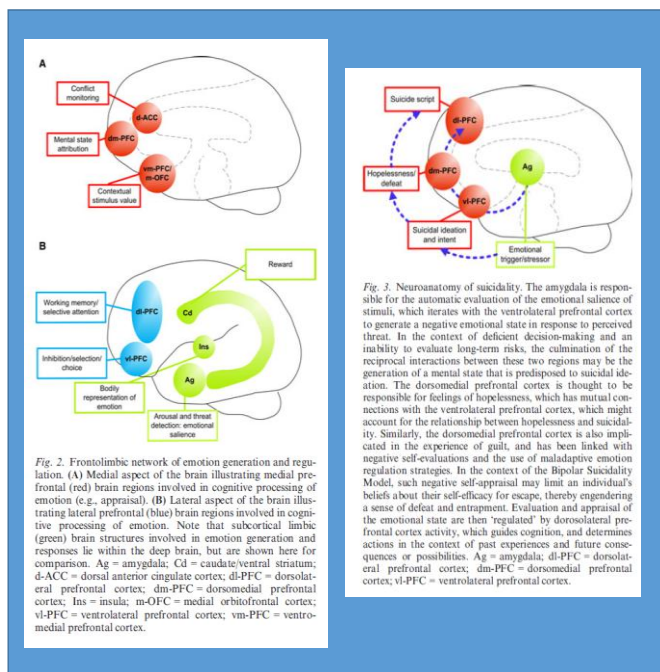 A
Conflict
monitoring
d-ACC
Mental state
attribution
dm-PFC
vm-PFC/
m-OFC
Contextual
stimulus value
B
Reward
Working memory/
selective attention
dl-PFC
Cd
Inhibition/selection/
choice
vl-PFC
Ins
Bodily
representation of
emotion
Ag
Arousal and threat
detection: emotional
salience
Fig. 2. Frontolimbic network of emotion generation and regu-
lation. (A) Medial aspect of the brain illustrating medial pre-
frontal (red) brain regions involved in cognitive processing of
emotion (e.g., appraisal). (B) Lateral aspect of the brain illus-
trating lateral prefrontal (blue) brain regions involved in cogni-
tive processing of emotion. Note that subcortical limbic
(green) brain structures involved in emotion generation and
responses lie within the deep brain, but are shown here for
comparison. Ag = amygdala; Cd = caudate/ventral striatum;
d-ACC = dorsal anterior cingulate cortex; dl-PFC = dorsolat-
eral prefrontal cortex; dm-PFC = dorsomedial prefrontal
cortex; Ins = insula; m-OFC = medial orbitofrontal cortex;
vl-PFC = ventrolateral prefrontal cortex; vm-PFC = ventro-
medial prefrontal cortex.
Suicide script
dl-PFC
dm-PFC
Ag
Hopelessness/
defeat
vl-PFC
Suicidal ideation
and intent
Emotional
trigger/stressor
Fig. 3. Neuroanatomy of suicidality. The amygdala is respon-
sible for the automatic evaluation of the emotional salience of
stimuli, which iterates with the ventrolateral prefrontal cortex
to generate a negative emotional state in response to perceived
threat. In the context of deficient decision-making and an
inability to evaluate long-term risks, the culmination of the
reciprocal interactions between these two regions may be the
generation of a mental state that is predisposed to suicidal ide-
ation. The dorsomedial prefrontal cortex is thought to be
responsible for feelings of hopelessness, which has mutual con-
nections with the ventrolateral prefrontal cortex, which might
account for the relationship between hopelessness and suicidal-
ity. Similarly, the dorsomedial prefrontal cortex is also impli-
cated in the experience of guilt, and has been linked with
negative self-evaluations and the use of maladaptive emotion
regulation strategies. In the context of the Bipolar Suicidality
Model, such negative self-appraisal may limit an individual's
beliefs about their self-efficacy for escape, thereby engendering
a sense of defeat and entrapment. Evaluation and appraisal of
the emotional state are then 'regulated' by dorosolateral pre-
frontal cortex activity, which guides cognition, and determines
actions in the context of past experiences and future conse-
quences or possibilities. Ag = amygdala; dl-PFC = dorsolat-
eral prefrontal cortex; dm-PFC = dorsomedial prefrontal
cortex; vl-PFC = ventrolateral prefrontal cortex.